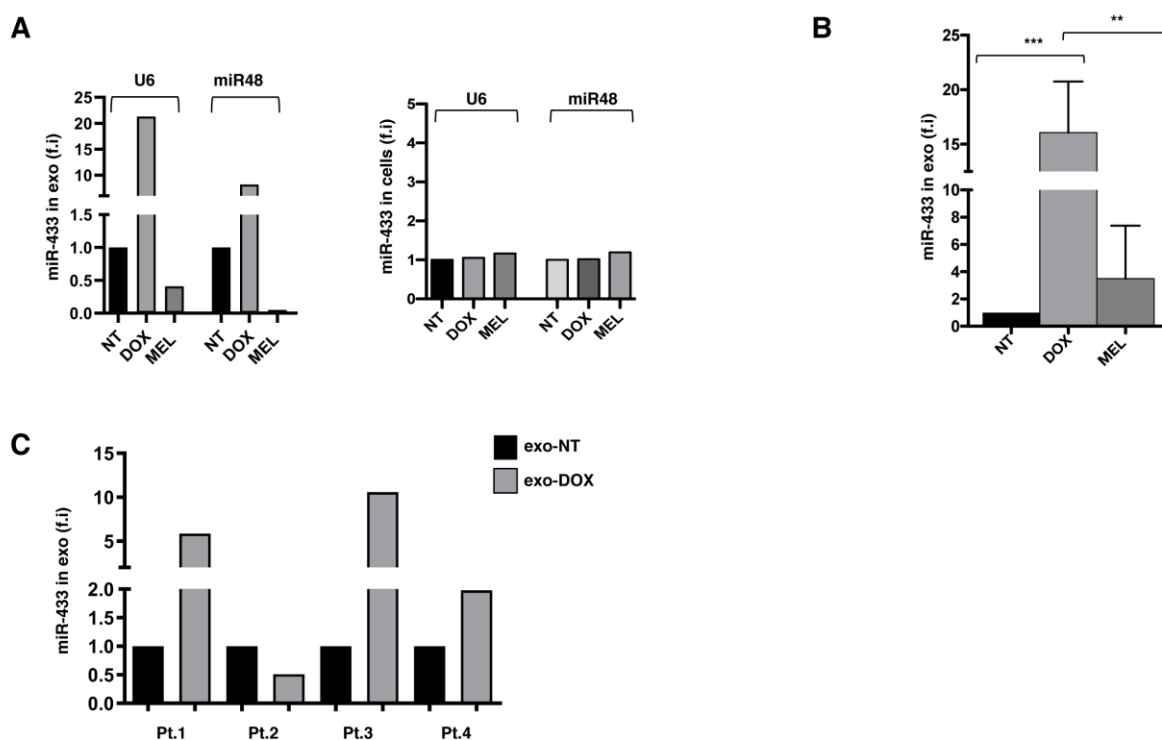 A
U6 miR48
miR-433 in exo (f.i)
25
20
15
10
5
1.5
1.0
0.5
0.0
NT DOX MEL NT DOX MEL
U6 miR48
miR-433 in cells (f.i)
5
4
3
2
1
0
NT DOX MEL NT DOX MEL
B
*** **
miR-433 in exo (f.i)
25
20
15
10
8
6
4
2
0
NT DOX MEL
C
exo-NT
exo-DOX
miR-433 in exo (f.i)
15
10
5
2.0
1.5
1.0
0.5
0.0
Pt.1 Pt.2 Pt.3 Pt.4